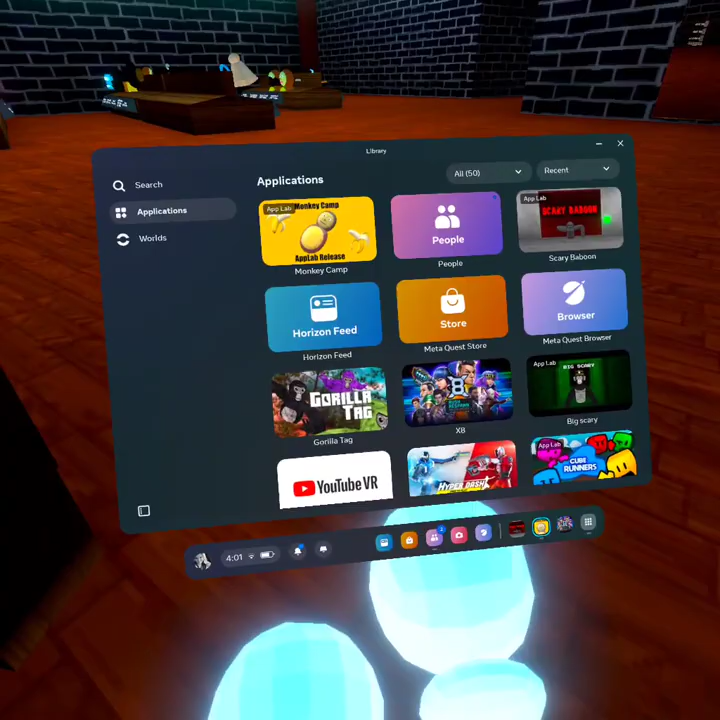 Library
Search
Applications
Worlds
Applications
All (50)
Recent
App Lab
Monkey Camp
AppLab Release
Monkey Camp
People
People
App Lab
SCARY BABOON
Scary Baboon
Horizon Feed
Horizon Feed
Store
Meta Quest Store
Browser
Meta Quest Browser
GORILLA
TAG
Gorilla Tag
X8
App Lab
BIG SCARY
Big scary
YouTube VR
HYPER DASH
App Lab
CUBE
RUNNERS
4:01